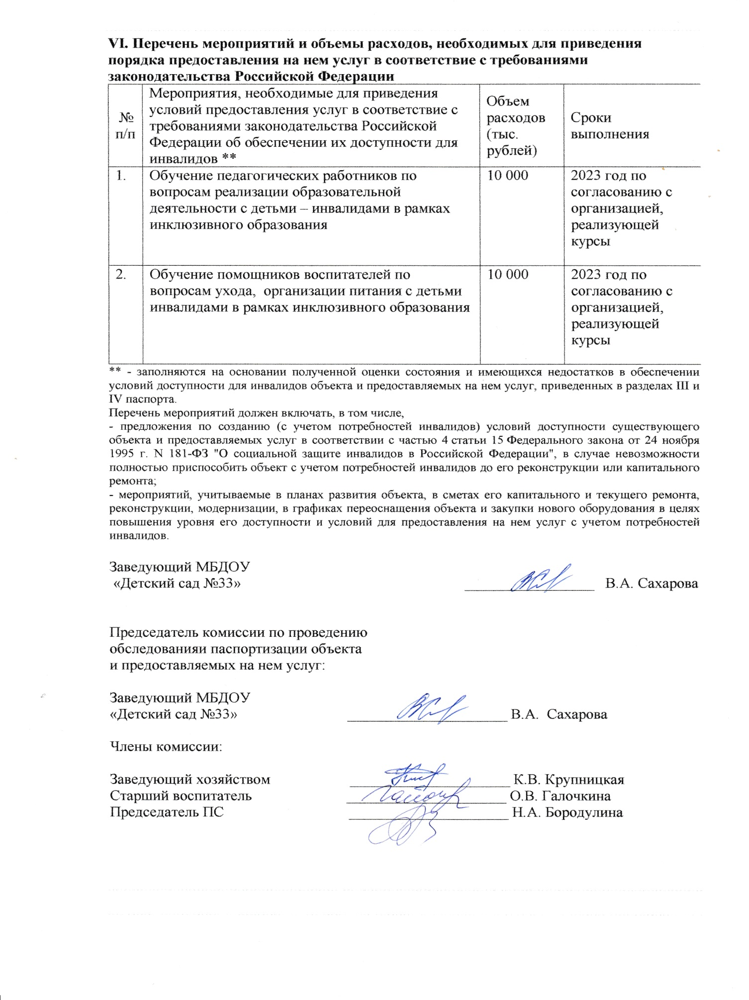 VI. Перечень мероприятий и объемы расходов, необходимых для приведения
порядка предоставления на нем услуг в соответствие с требованиями
законодательства Российской Федерации
№
п/п
Мероприятия, необходимые для приведения
условий предоставления услуг в соответствие с
требованиями законодательства Российской
Федерации об обеспечении их доступности для
инвалидов **
Объем
расходов
(тыс.
рублей)
Сроки
выполнения
1.
Обучение педагогических работников по
вопросам реализации образовательной
деятельности с детьми – инвалидами в рамках
инклюзивного образования
10 000
2023 год по
согласованию с
организацией,
реализующей
курсы
2.
Обучение помощников воспитателей по
вопросам ухода,  организации питания с детьми
инвалидами в рамках инклюзивного образования
10 000
2023 год по
согласованию с
организацией,
реализующей
курсы
** - заполняются на основании полученной оценки состояния и имеющихся недостатков в обеспечении
условий доступности для инвалидов объекта и предоставляемых на нем услуг, приведенных в разделах III и
IV паспорта.
Перечень мероприятий должен включать, в том числе,
- предложения по созданию (с учетом потребностей инвалидов) условий доступности существующего
объекта и предоставляемых услуг в соответствии с частью 4 статьи 15 Федерального закона от 24 ноября
1995 г. N 181-ФЗ "О социальной защите инвалидов в Российской Федерации", в случае невозможности
полностью приспособить объект с учетом потребностей инвалидов до его реконструкции или капитального
ремонта;
- мероприятий, учитываемые в планах развития объекта, в сметах его капитального и текущего ремонта,
реконструкции, модернизации, в графиках переоснащения объекта и закупки нового оборудования в целях
повышения уровня его доступности и условий для предоставления на нем услуг с учетом потребностей
инвалидов.
Заведующий МБДОУ
«Детский сад №33» В.А. Сахарова
Председатель комиссии по проведению
обследованияи паспортизации объекта
и предоставляемых на нем услуг:
Заведующий МБДОУ
«Детский сад №33» В.А.  Сахарова
Члены комиссии:
Заведующий хозяйством К.В. Крупницкая
Старший воспитатель О.В. Галочкина
Председатель ПС Н.А. Бородулина